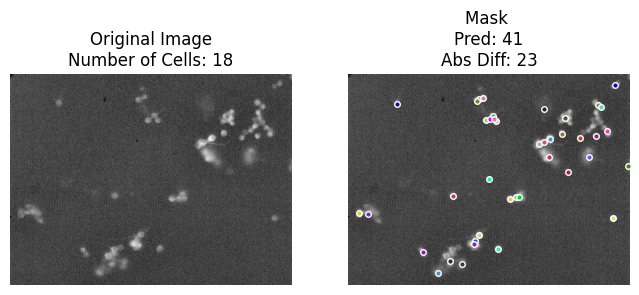 Original Image
Number of Cells: 18
Mask
Pred: 41
Abs Diff: 23